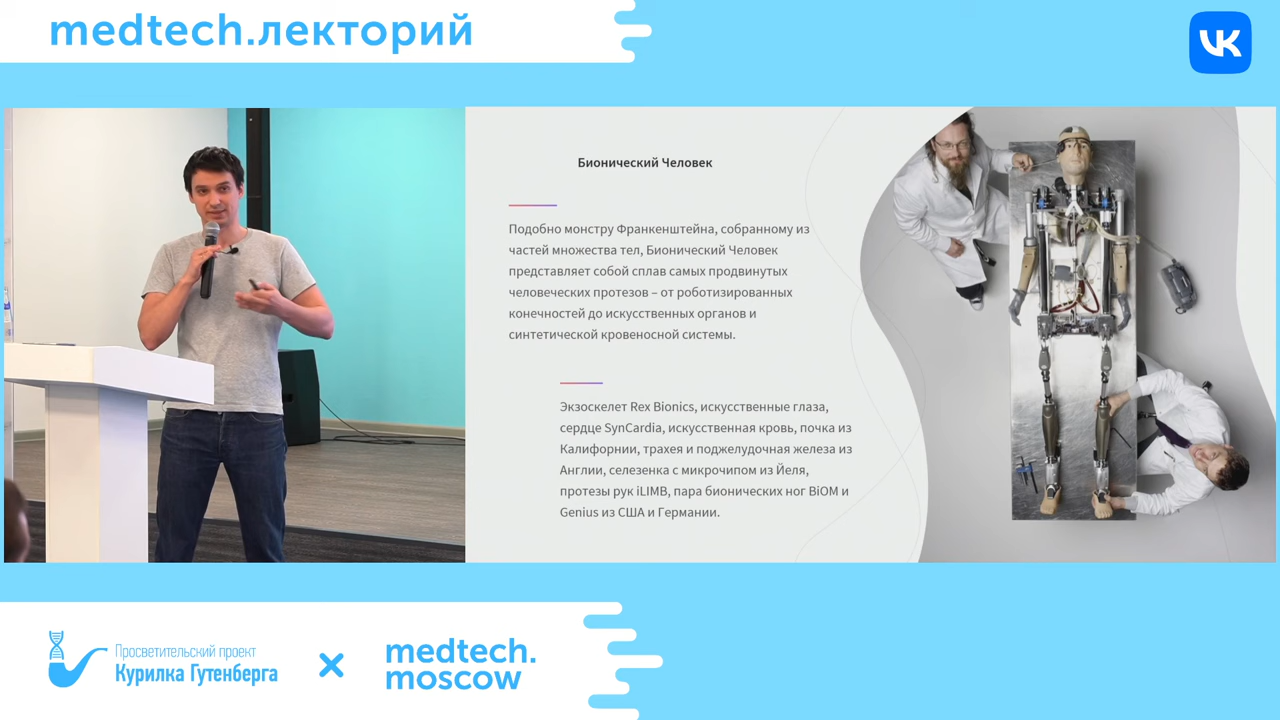 medtech.лекторий
VK
Бионический Человек
Подобно монстру Франкенштейна, собранному из
частей множества тел, Бионический Человек
представляет собой сплав самых продвинутых
человеческих протезов – от роботизированных
конечностей до искусственных органов и
синтетической кровеносной системы.
Экзоскелет Rex Bionics, искусственные глаза,
сердце SynCardia, искусственная кровь, почка из
Калифорнии, трахея и поджелудочная железа из
Англии, селезенка с микрочипом из Йеля,
протезы рук iLIMB, пара бионических ног BiOM и
Genius из США и Германии.
Просветительский проект
Курилка Гутенберга
medtech.
moscow